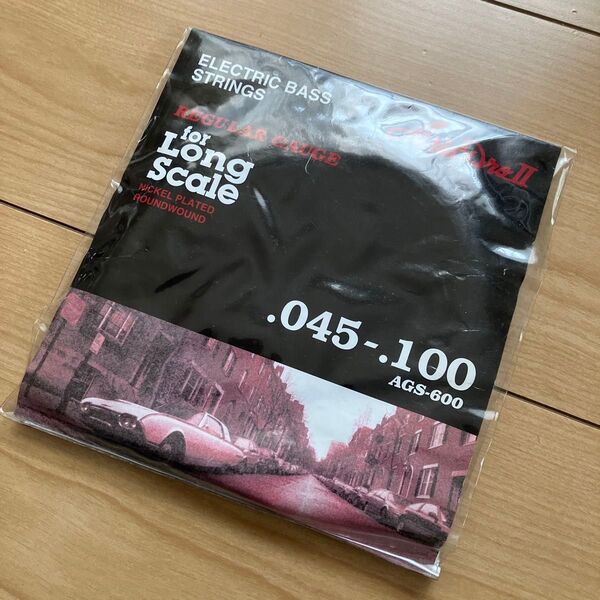 ELECTRIC BASS
STRINGS
REGULAR GAUGE
for
Long
Scale
NICKEL PLATED
ROUNDWOUND
.045-.100
AGS-600